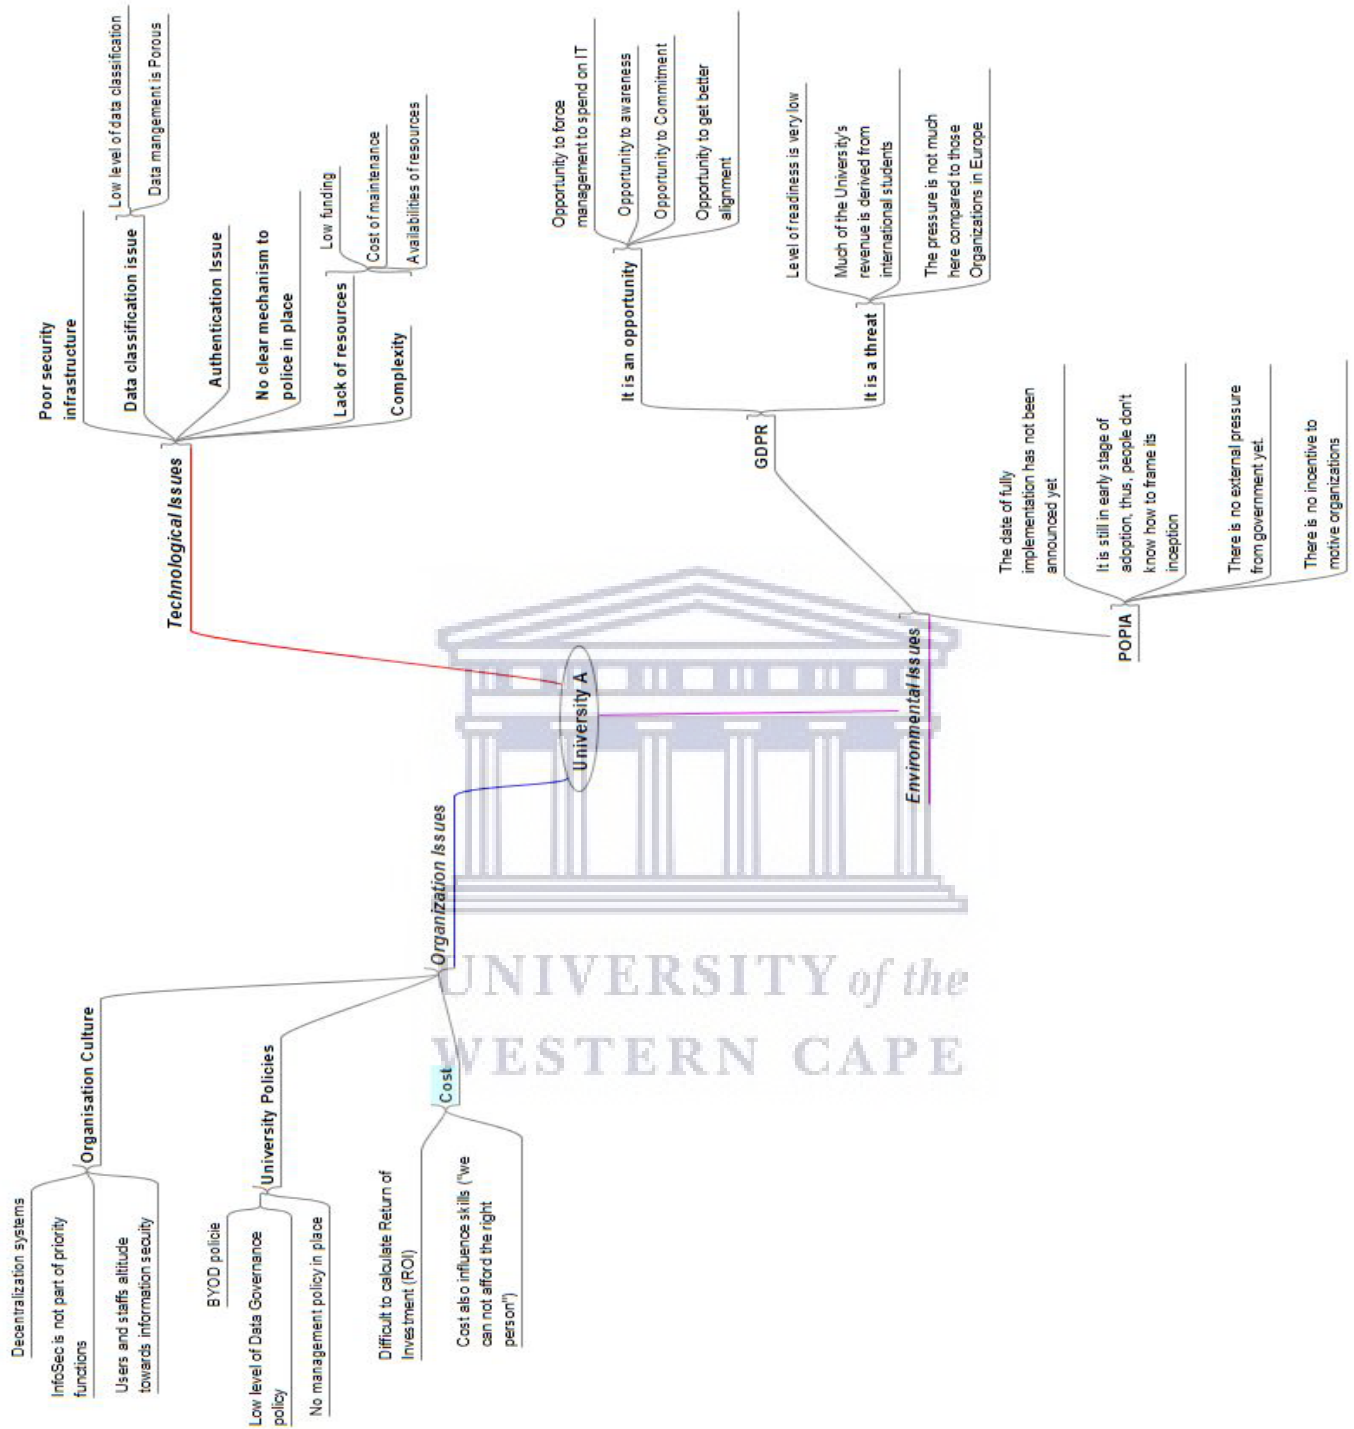 Decentralization systems
InfoSec is not part of priority
functions
Users and staffs altitude
towards information secuity
Organisation Culture
BYOD policie
Low level of Data Governance
policy
No management policy in place
University Policies
Difficult to calculate Return of
Investment (ROI)
Cost also influence skills ("we
can not afford the right
person")
Cost
Organization Issues
University A
Technological Issues
Poor security
infrastructure
Data classification issue
Low level of data classification
Data mangement is Porous
Authentication Issue
No clear mechanism to
police in place
Lack of resources
Low funding
Cost of maintenance
Availabilities of resources
Complexity
Environmental Issues
GDPR
It is an opportunity
Opportunity to force
management to spend on IT
Opportunity to awareness
Opportunity to Commitment
Opportunity to get better
alignment
It is a threat
Level of readiness is very low
Much of the University's
revenue is derived from
international students
The pressure is not much
here compared to those
Organizations in Europe
POPIA
The date of fully
implementation has not been
announced yet
It is still in early stage of
adoption, thus, people don't
know how to frame its
inception
There is no external pressure
from government yet.
There is no incentive to
motive organizations
UNIVERSITY of the
WESTERN CAPE